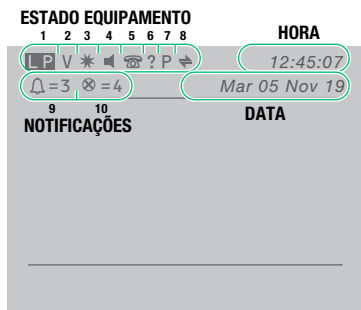 ESTADO EQUIPAMENTO
HORA
1 2 3 4 5 6 7 8
LP V ? P 12:45:07
=3 =4 Mar 05 Nov 19
9 10
NOTIFICAÇÕES
DATA